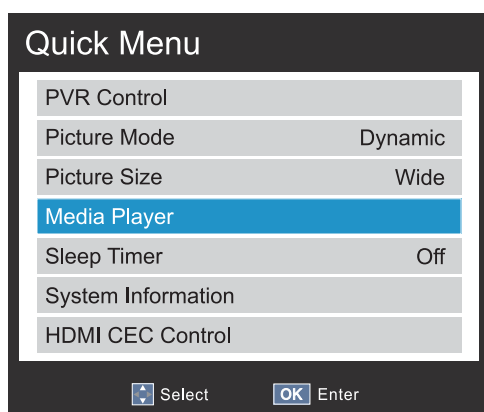 Quick Menu
PVR Control
Picture Mode Dynamic
Picture Size Wide
Media Player
Sleep Timer Off
System Information
HDMI CEC Control
Select OK Enter